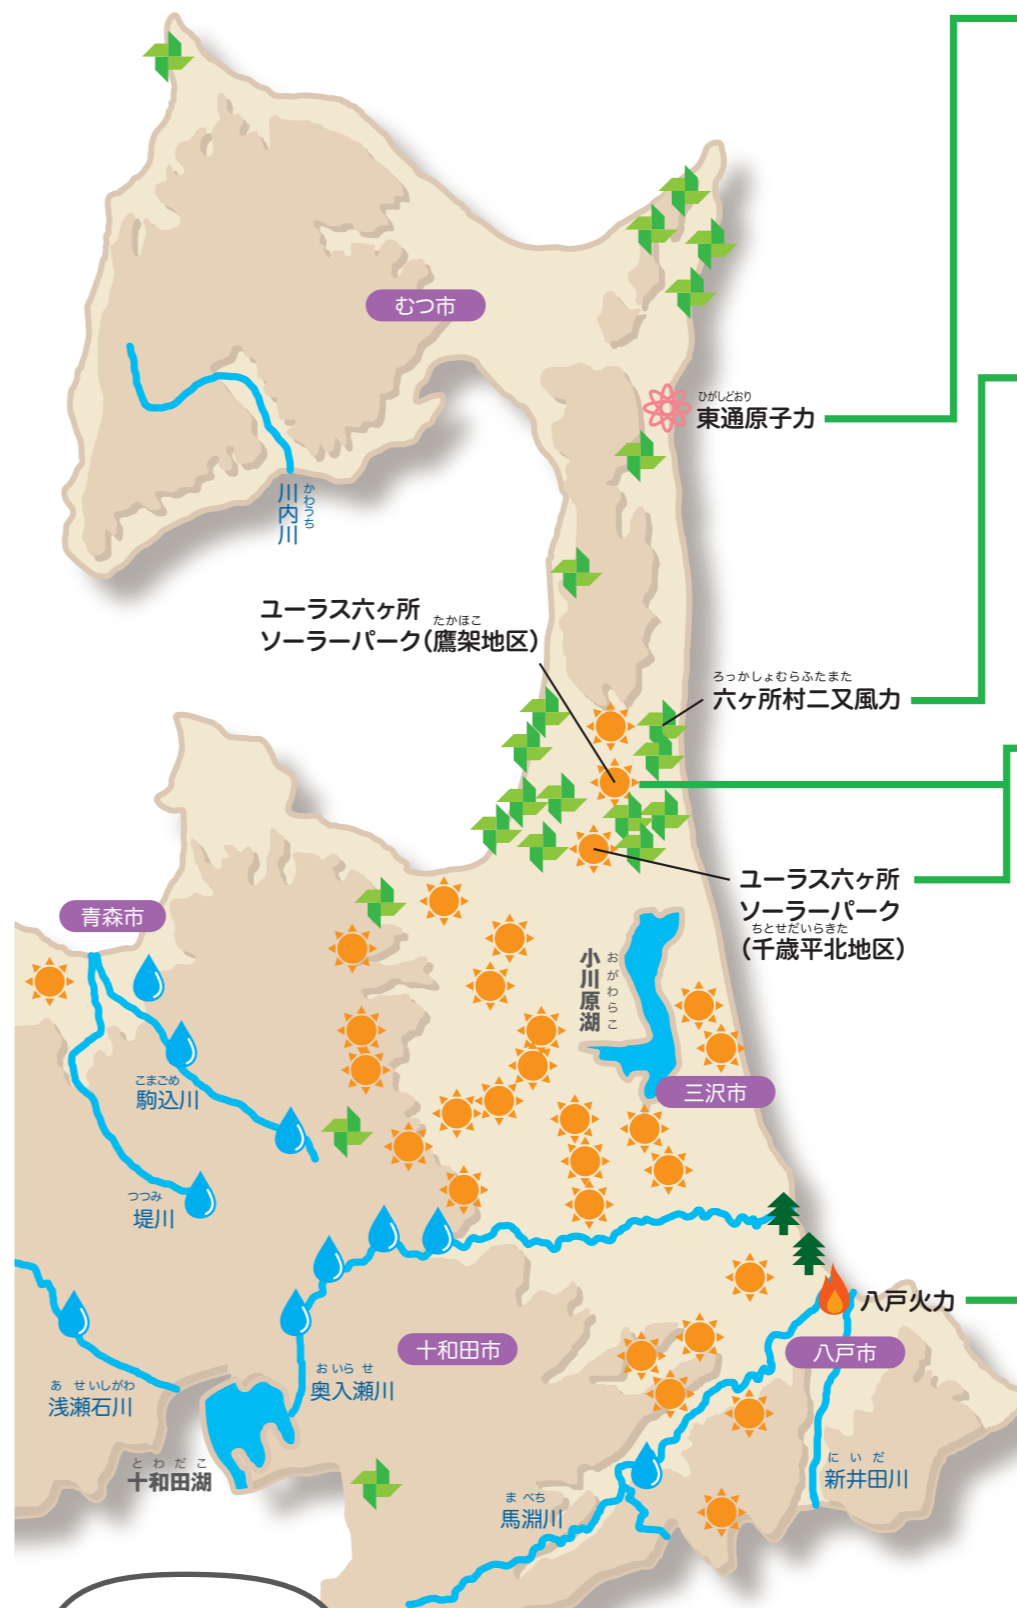 むつ市
ひがしどおり
東通原子力
かわうち
川内川
ユーラス六ヶ所
たかほこ
ソーラーパーク(鷹架地区)
ろっかしょむらふたまた
六ヶ所村二又風力
ユーラス六ヶ所
ソーラーパーク
ちとせだいらきた
(千歳平北地区)
青森市
おがわらこ
小川原湖
三沢市
こまごめ
駒込川
つつみ
堤川
八戸火力
十和田市
八戸市
おいらせ
奥入瀬川
あせいしがわ
浅瀬石川
とわだこ
十和田湖
にいだ
新井田川
まべち
馬淵川